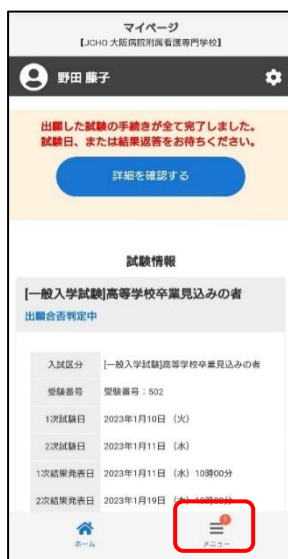 マイページ
【JCHO 大阪病院附属看護専門学校】
野田 藤子
出願した試験の手続きが全て完了しました。
試験日、または結果返答をお待ちください。
詳細を確認する
試験情報
[一般入学試験]高等学校卒業見込みの者
出願合否判定中
入試区分 [一般入学試験]高等学校卒業見込みの者
受験番号 受験番号：502
1次試験日 2023年1月10日 （火）
2次試験日 2023年1月11日 （水）
1次結果発表日 2023年1月11日 （水）10時00分
2次結果発表日 2023年1月19日 （木）10時00分
ホーム
メニュー